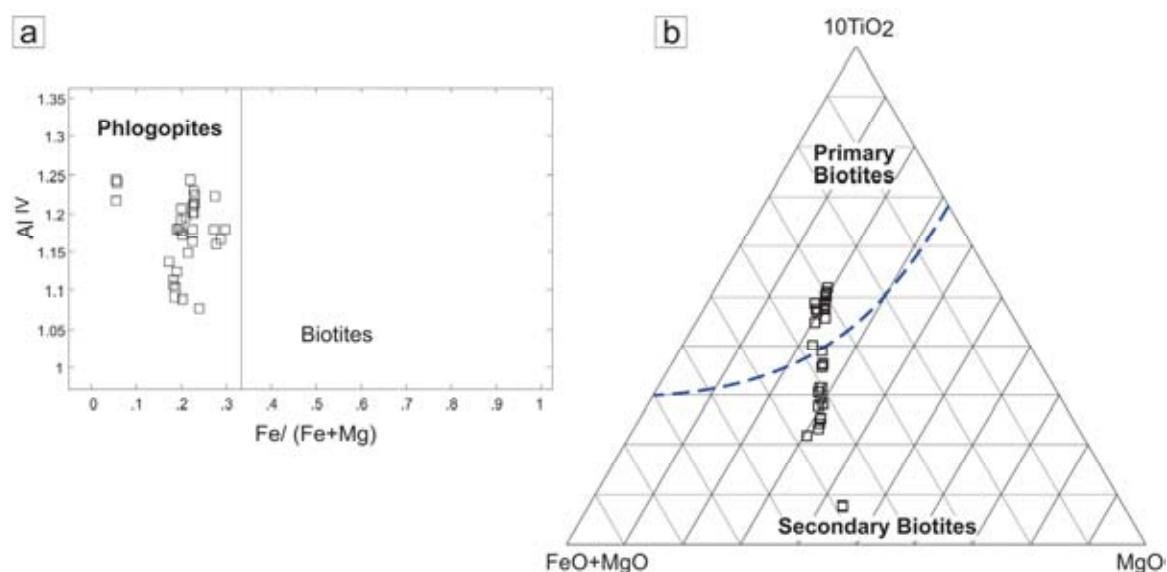 a
1.35
1.3
1.25
1.2
1.15
1.1
1.05
1
Al IV
Phlogopites
Biotites
0 .1 .2 .3 .4 .5 .6 .7 .8 .9 1
Fe/ (Fe+Mg)
b
10TiO2
Primary
Biotites
Secondary Biotites
FeO+MgO
MgO